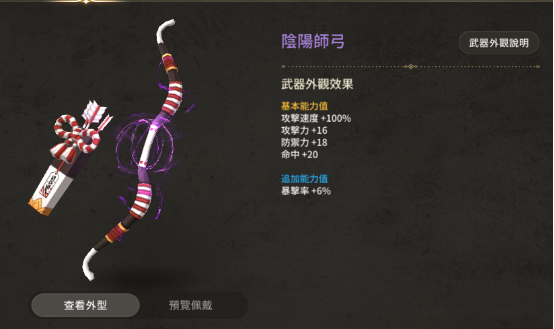 陰陽師弓
武器外觀說明
武器外觀效果
基本能力值
攻擊速度 +100%
攻擊力 +16
防禦力 +18
命中 +20
追加能力值
暴擊率 +6%
查看外型
預覽佩戴